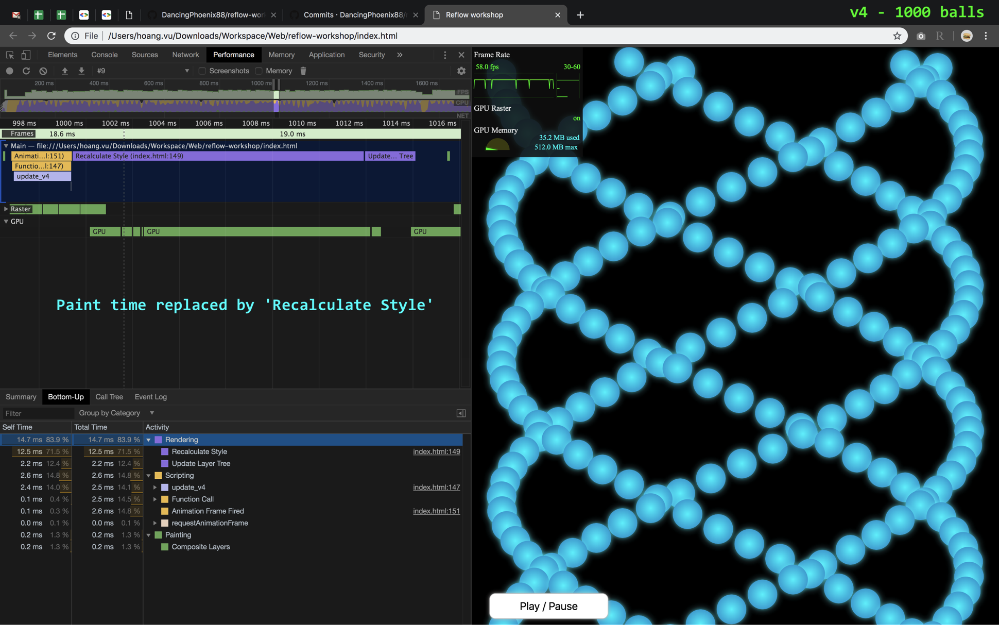 DancingPhoenix88/reflow-wor
Commits · DancingPhoenix88/
Reflow workshop
v4 - 1000 balls
File
/Users/hoang.vu/Downloads/Workspace/Web/reflow-workshop/index.html
R
Elements Console Sources Network Performance Memory Application Security
#9 Screenshots Memory
200 ms 400 ms 600 ms 800 ms 1000 ms 1200 ms 1400 ms 1600 ms
FPS
CPU
NET
998 ms 1000 ms 1002 ms 1004 ms 1006 ms 1008 ms 1010 ms 1012 ms 1014 ms 1016 ms
Frames 18.6 ms 19.0 ms
Main — file:///Users/hoang.vu/Downloads/Workspace/Web/reflow-workshop/index.html
Animati...l:151) Recalculate Style (index.html:149) Update... Tree
Functio...l:147)
update_v4
Raster
GPU
GPU GPU GPU
Paint time replaced by 'Recalculate Style'
Summary Bottom-Up Call Tree Event Log
Filter Group by Category
Self Time Total Time Activity
14.7 ms 83.9 % 14.7 ms 83.9 % Rendering
12.5 ms 71.5 % 12.5 ms 71.5 % Recalculate Style index.html:149
2.2 ms 12.4 % 2.2 ms 12.4 % Update Layer Tree
2.6 ms 14.8 % 2.6 ms 14.8 % Scripting
2.4 ms 14.0 % 2.5 ms 14.1 % update_v4 index.html:147
0.1 ms 0.4 % 2.5 ms 14.5 % Function Call
0.1 ms 0.3 % 2.6 ms 14.8 % Animation Frame Fired index.html:151
0.0 ms 0.1 % 0.0 ms 0.1 % requestAnimationFrame
0.2 ms 1.3 % 0.2 ms 1.3 % Painting
0.2 ms 1.3 % 0.2 ms 1.3 % Composite Layers
Frame Rate
58.0 fps 30-60
GPU Raster
on
GPU Memory
35.2 MB used
512.0 MB max
Play / Pause